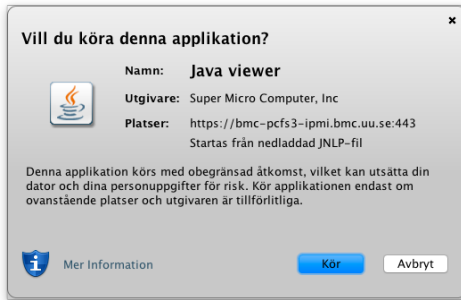 Vill du köra denna applikation?
Namn: Java viewer
Utgivare: Super Micro Computer, Inc
Platser: https://bmc-pcfs3-ipmi.bmc.uu.se:443
Startas från nedladdad JNLP-fil
Denna applikation körs med obegränsad åtkomst, vilket kan utsätta din
dator och dina personuppgifter för risk. Kör applikationen endast om
ovanstående platser och utgivaren är tillförlitliga.
Mer Information
Kör
Avbryt